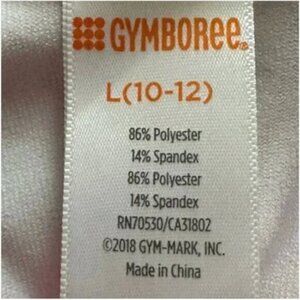 GYMBOREE
L(10-12)
86% Polyester
14% Spandex
86% Polyester
14% Spandex
RN70530/CA31802
©2018 GYM-MARK, INC.
Made in China